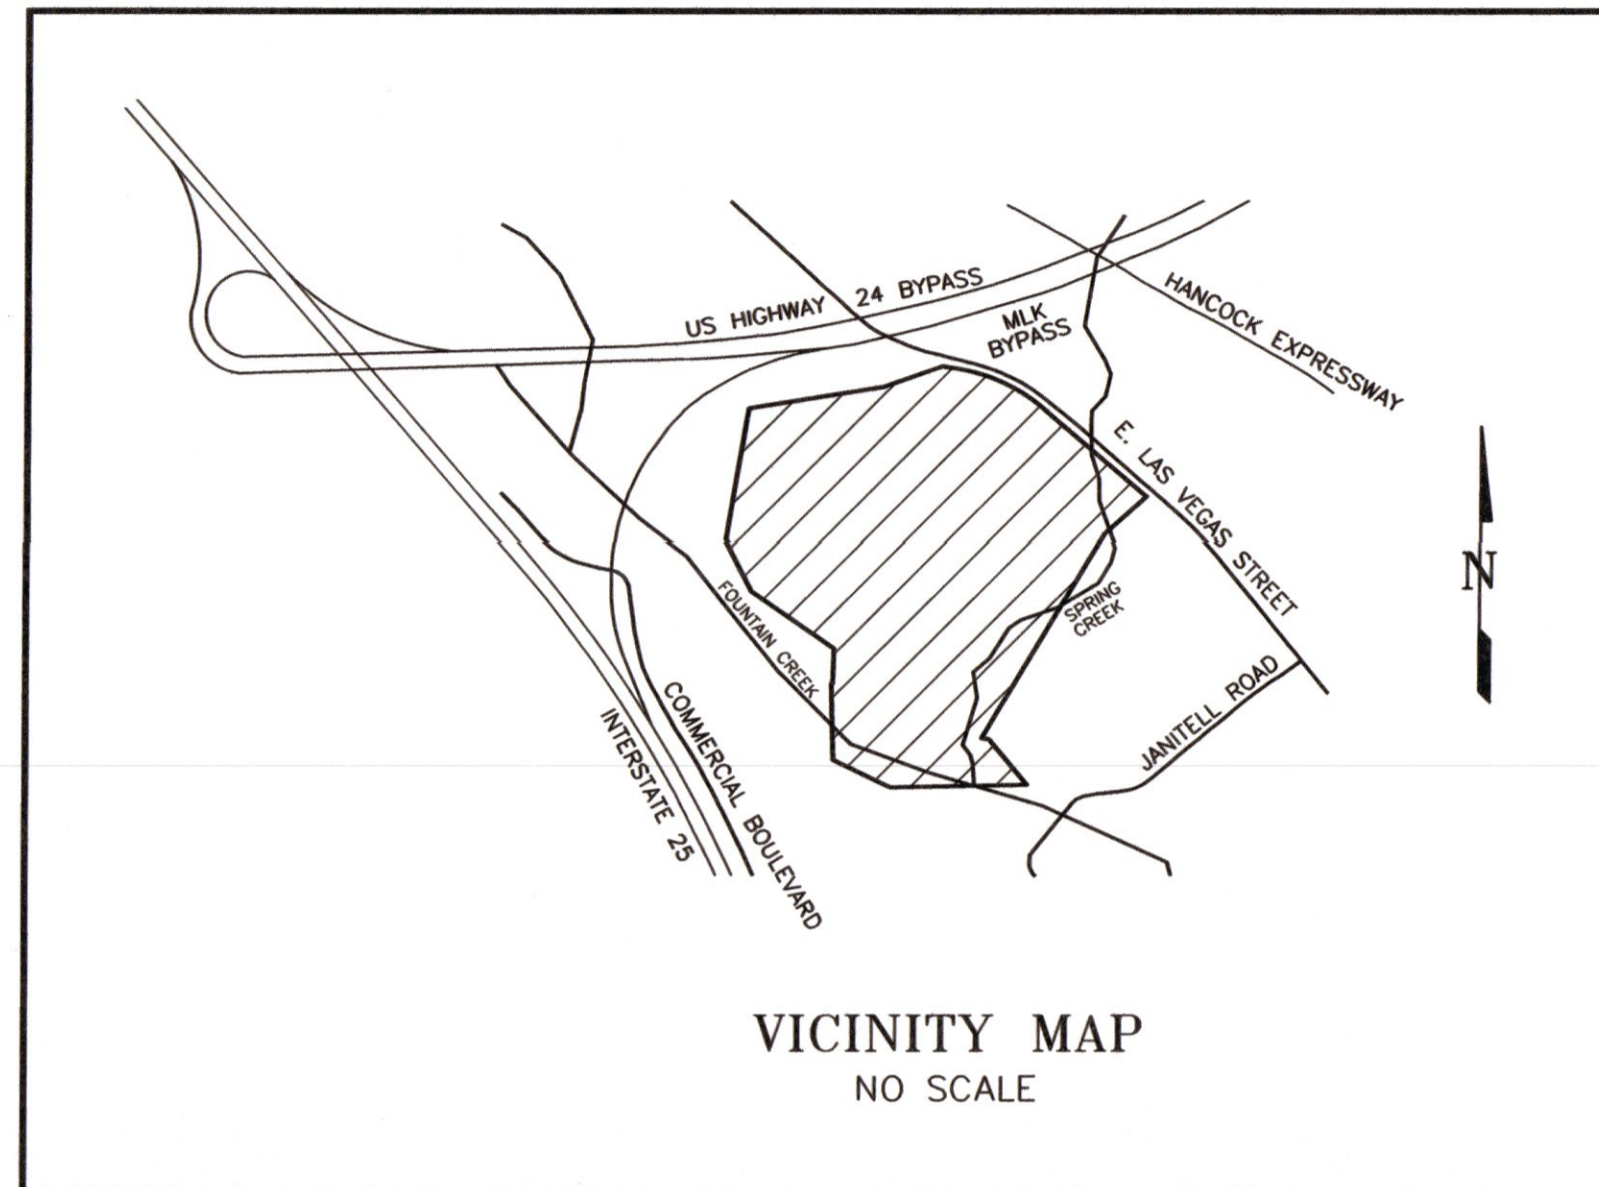 US HIGHWAY 24 BYPASS
MLK
BYPASS
HANCOCK EXPRESSWAY
E. LAS VEGAS STREET
N
FOUNTAIN CREEK
SPRING
CREEK
JANITELL ROAD
COMMERCIAL BOULEVARD
INTERSTATE 25
VICINITY MAP
NO SCALE